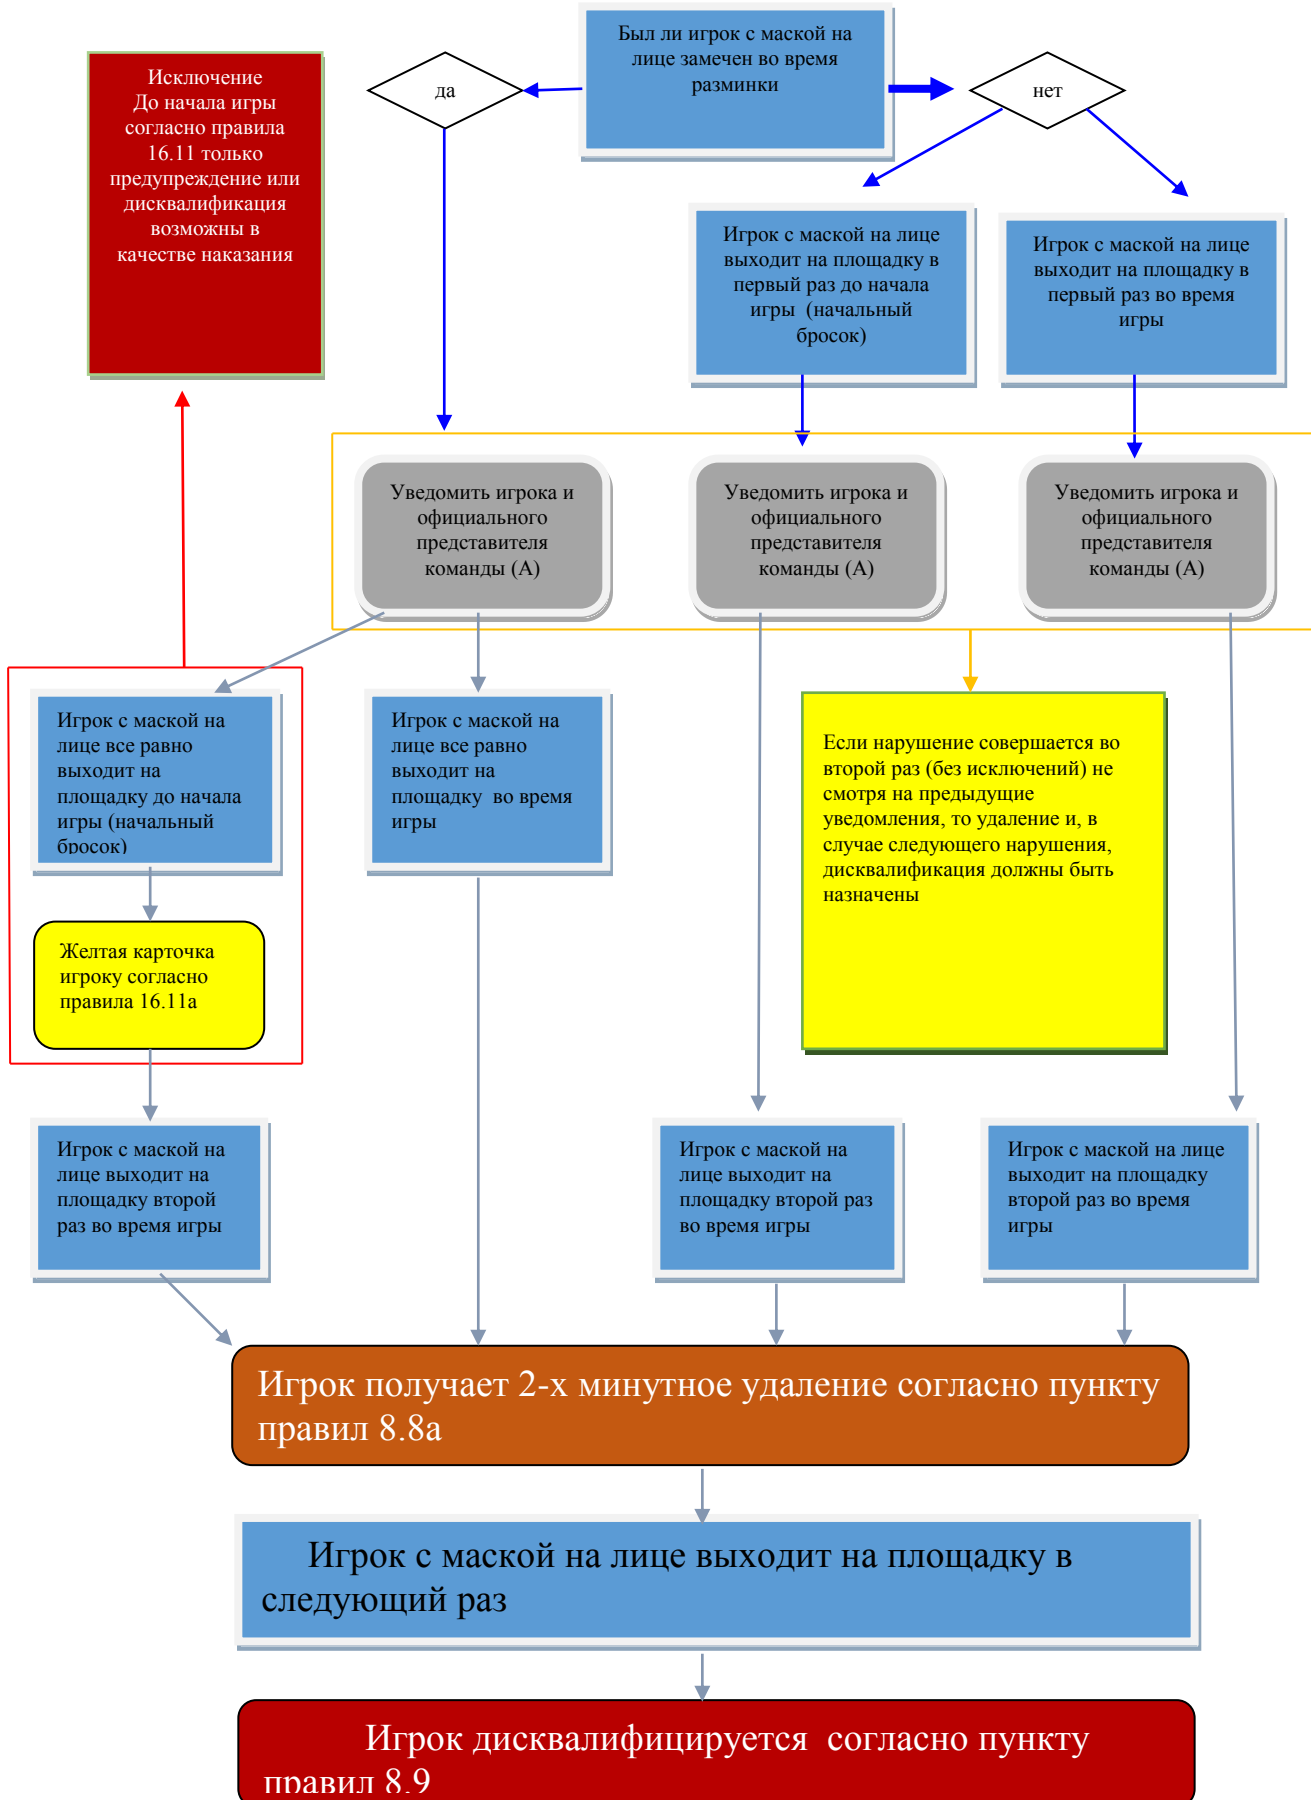 Был ли игрок с маской на
лице замечен во время
разминки
да
нет
Исключение
До начала игры
согласно правила
16.11 только
предупреждение или
дисквалификация
возможны в
качестве наказания
Игрок с маской на лице
выходит на площадку в
первый раз до начала
игры (начальный
бросок)
Игрок с маской на лице
выходит на площадку в
первый раз во время
игры
Уведомить игрока и
официального
представителя
команды (А)
Уведомить игрока и
официального
представителя
команды (А)
Уведомить игрока и
официального
представителя
команды (А)
Игрок с маской на
лице все равно
выходит на
площадку до начала
игры (начальный
бросок)
Игрок с маской на
лице все равно
выходит на
площадку во время
игры
Если нарушение совершается во
второй раз (без исключений) не
смотря на предыдущие
уведомления, то удаление и, в
случае следующего нарушения,
дисквалификация должны быть
назначены
Желтая карточка
игроку согласно
правила 16.11а
Игрок с маской на
лице выходит на
площадку второй
раз во время игры
Игрок с маской на
лице выходит на
площадку второй раз
во время игры
Игрок с маской на лице
выходит на площадку
второй раз во время
игры
Игрок получает 2-х минутное удаление согласно пункту
правил 8.8а
Игрок с маской на лице выходит на площадку в
следующий раз
Игрок дисквалифицируется согласно пункту
правил 8.9